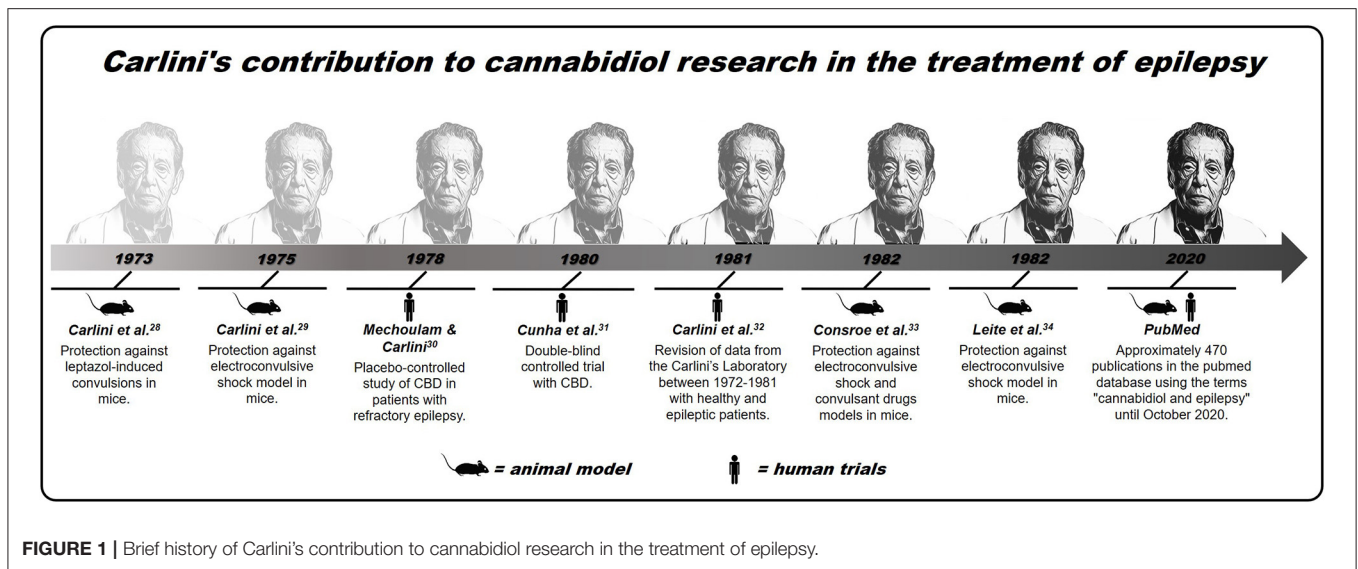 Carlini's contribution to cannabidiol research in the treatment of epilepsy
1973
1975
1978
1980
1981
1982
1982
2020
Carlini et al.28
Protection against
leptazol-induced
convulsions in
mice.
Carlini et al.29
Protection against
electroconvulsive
shock model in
mice.
Mechoulam &
Carlini30
Placebo-controlled
study of CBD in
patients with
refractory epilepsy.
Cunha et al.31
Double-blind
controlled trial
with CBD.
Carlini et al.32
Revision of data from
the Carlini's Laboratory
between 1972-1981
with healthy and
epileptic patients.
Consroe et al.33
Protection against
electroconvulsive
shock and
convulsant drugs
models in mice.
Leite et al.34
Protection against
electroconvulsive
shock model in
mice.
PubMed
Approximately 470
publications in the pubmed
database using the terms
"cannabidiol and epilepsy"
until October 2020.
= animal model
= human trials
FIGURE 1 | Brief history of Carlini's contribution to cannabidiol research in the treatment of epilepsy.